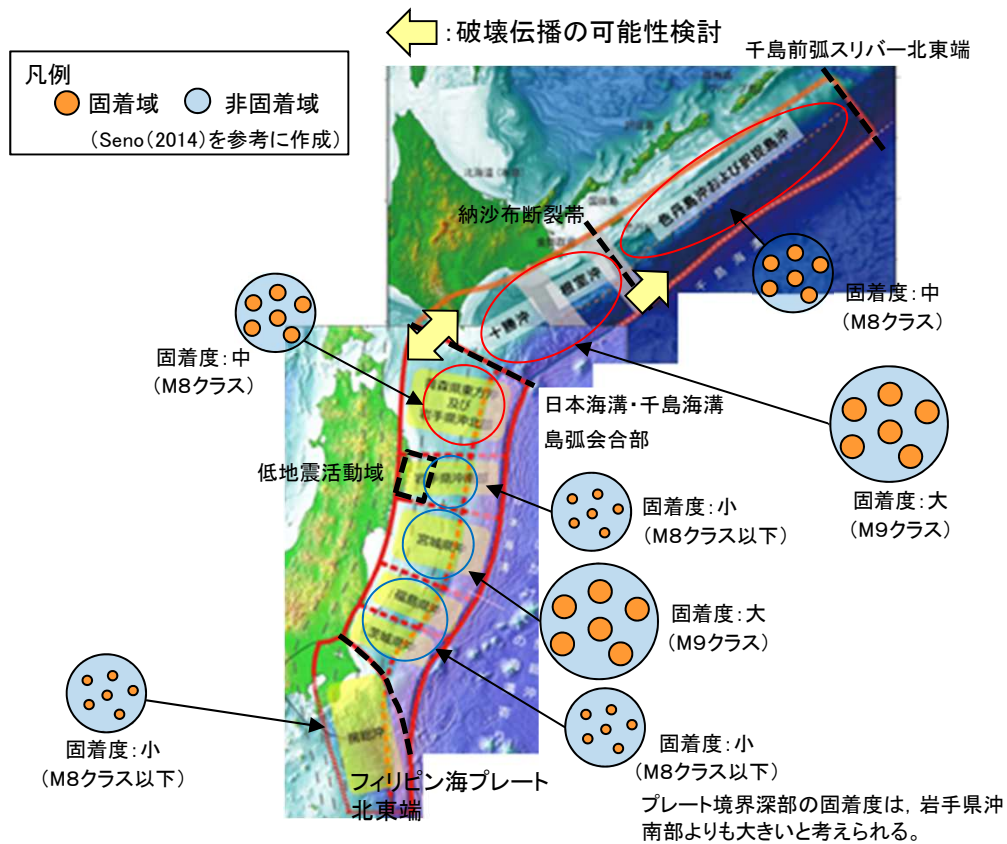 :破壊伝播の可能性検討
千島前弧スリバー北東端
凡例
固着域
非固着域
(Seno(2014)を参考に作成)
色丹島沖および択捉島沖
納沙布断裂帯
根室沖
十勝沖
固着度:中
(M8クラス)
固着度:中
(M8クラス)
青森県東方沖
及び
岩手県沖北部
日本海溝・千島海溝
島弧会合部
低地震活動域
岩手県沖南部
固着度:小
(M8クラス以下)
固着度:大
(M9クラス)
宮城県沖
固着度:大
(M9クラス)
福島県沖
茨城県沖
固着度:小
(M8クラス以下)
房総沖
固着度:小
(M8クラス以下)
フィリピン海プレート
北東端
プレート境界深部の固着度は,岩手県沖
南部よりも大きいと考えられる。